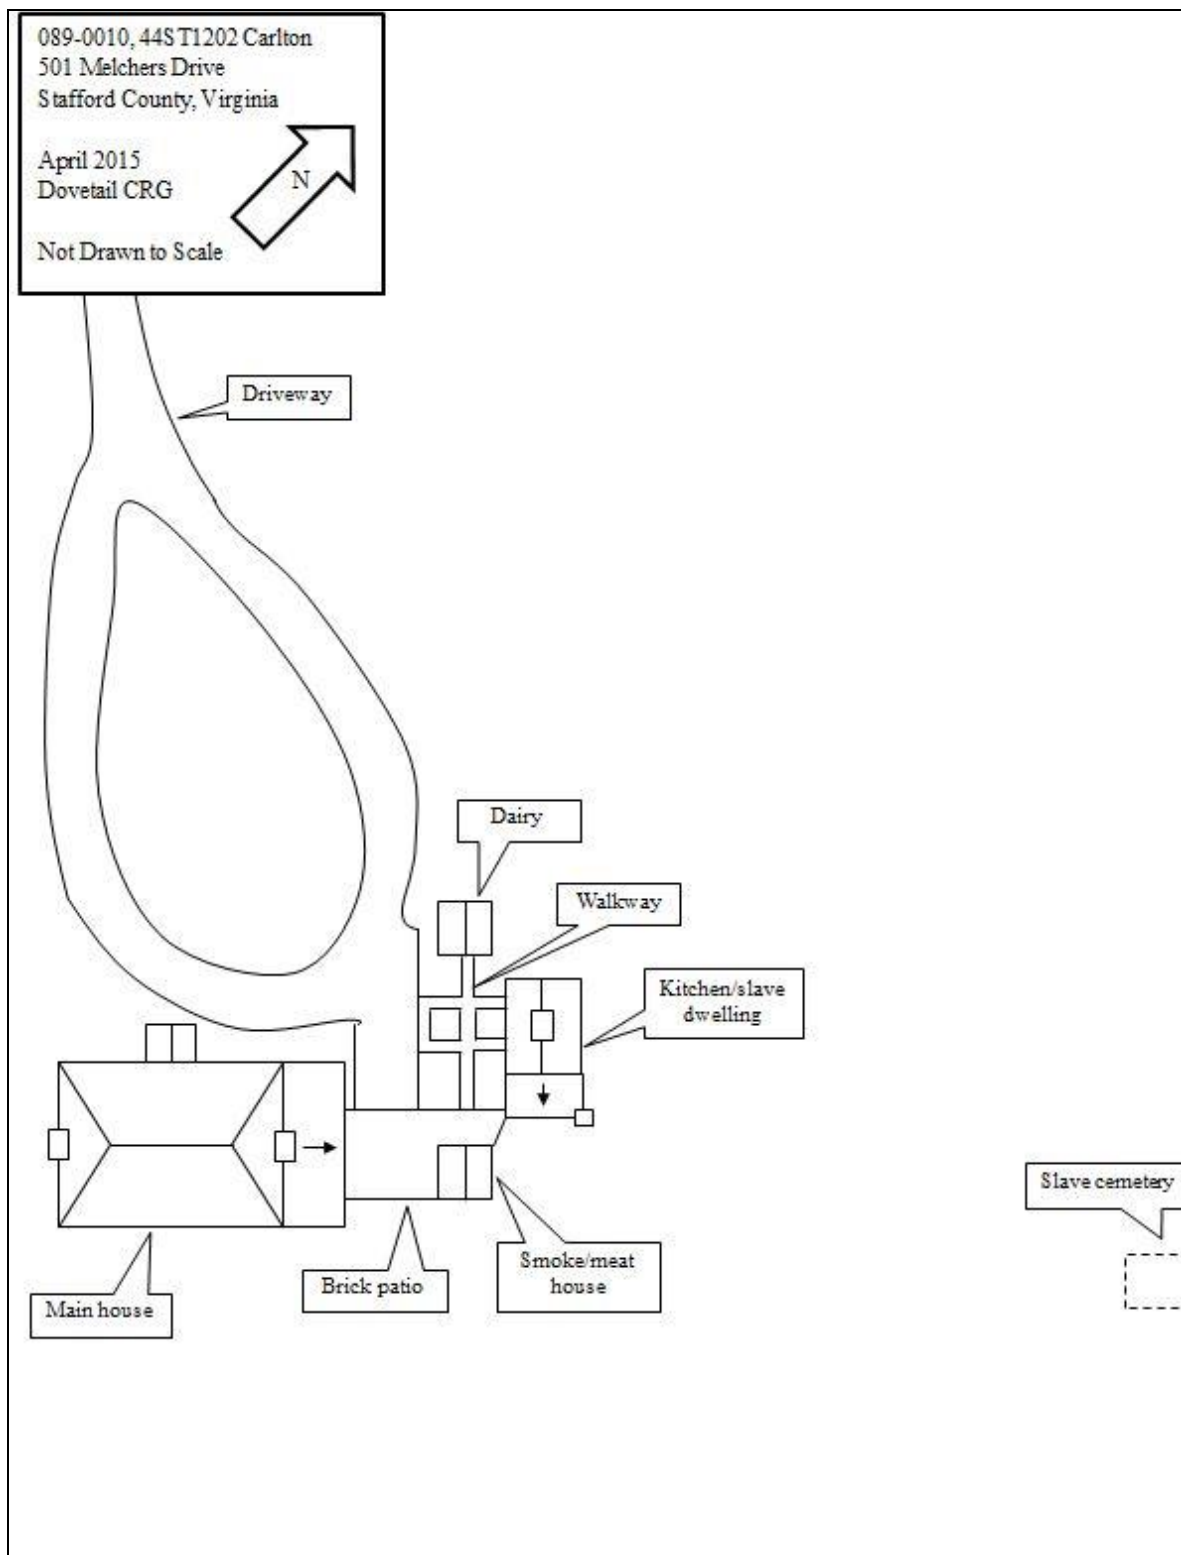 089-0010, 44ST1202 Carlton
501 Melchers Drive
Stafford County, Virginia
April 2015
Dovetail CRG
N
Not Drawn to Scale
Driveway
Dairy
Walkway
Kitchen/slave
dwelling
Slave cemetery
Smoke/meat
house
Brick patio
Main house